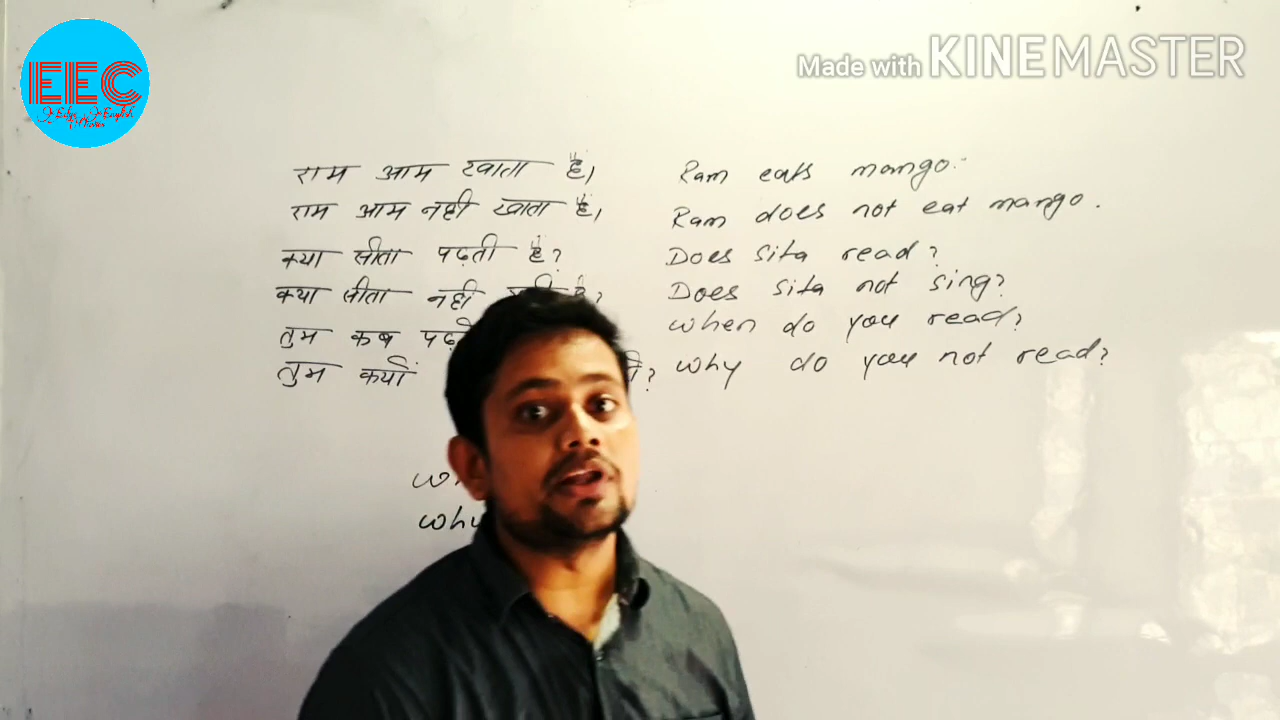 EEC
Made with KINEMASTER
राम आम खाता है। Ram eats mango.
राम आम नही खाता है। Ram does not eat mango.
क्या सीता पढ़ती है? Does Sita read?
क्या सीता नही है? Does Sita not sing?
तुम कब When do you read?
तुम क्यों ? Why do you not read?
why